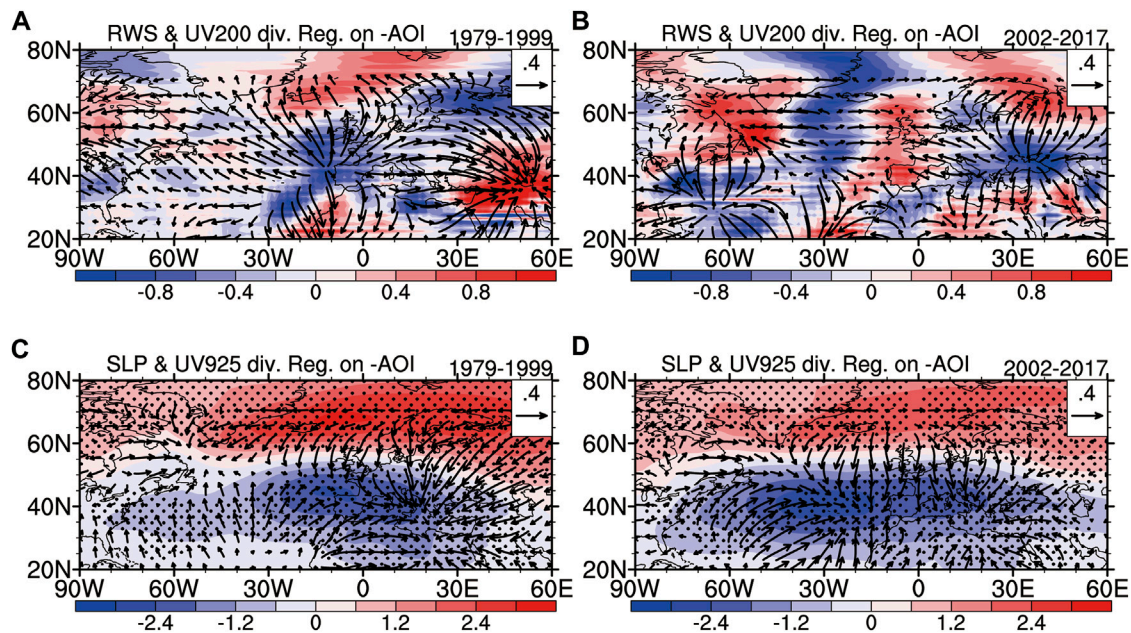 A B
RWS & UV200 div. Reg. on -AOI 1979-1999 RWS & UV200 div. Reg. on -AOI 2002-2017
80N 80N
.4 .4
60N 60N
40N 40N
20N 20N
90W 60W 30W 0 30E 60E 90W 60W 30W 0 30E 60E
-0.8 -0.4 0 0.4 0.8 -0.8 -0.4 0 0.4 0.8
C D
SLP & UV925 div. Reg. on -AOI 1979-1999 SLP & UV925 div. Reg. on -AOI 2002-2017
80N 80N
.4 .4
60N 60N
40N 40N
20N 20N
90W 60W 30W 0 30E 60E 90W 60W 30W 0 30E 60E
-2.4 -1.2 0 1.2 2.4 -2.4 -1.2 0 1.2 2.4